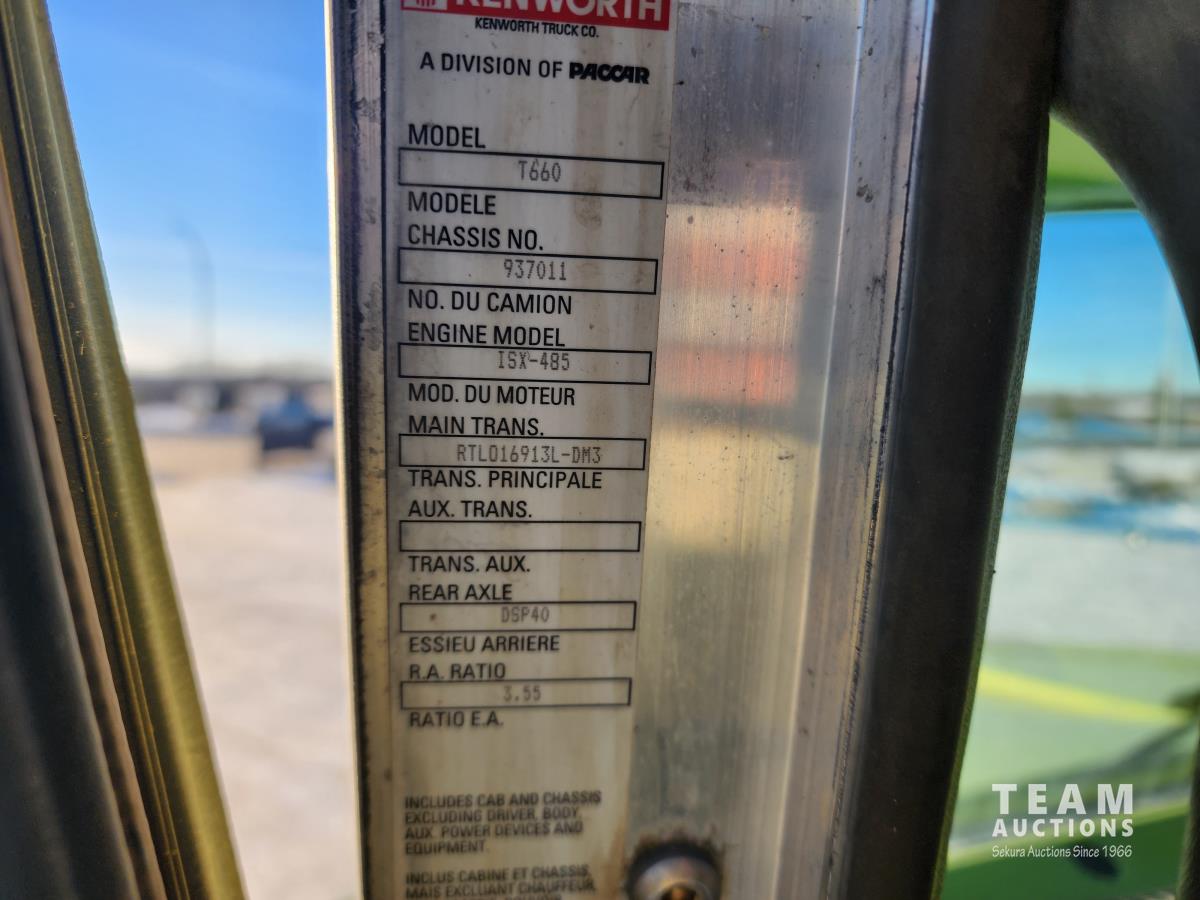 KENWORTH
KENWORTH TRUCK CO.
A DIVISION OF PACCAR
MODEL
T660
MODELE
CHASSIS NO.
937011
NO. DU CAMION
ENGINE MODEL
ISX-485
MOD. DU MOTEUR
MAIN TRANS.
RTLO16913L-DM3
TRANS. PRINCIPALE
AUX. TRANS.
TRANS. AUX.
REAR AXLE
DSP40
ESSIEU ARRIERE
R.A. RATIO
3.55
RATIO E.A.
INCLUDES CAB AND CHASSIS
EXCLUDING DRIVER, BODY,
AUX. POWER DEVICES AND
EQUIPMENT.
INCLUS CABINE ET CHASSIS,
MAIS EXCLUANT CHAUFFEUR,
TEAM
AUCTIONS
Sekura Auctions Since 1966